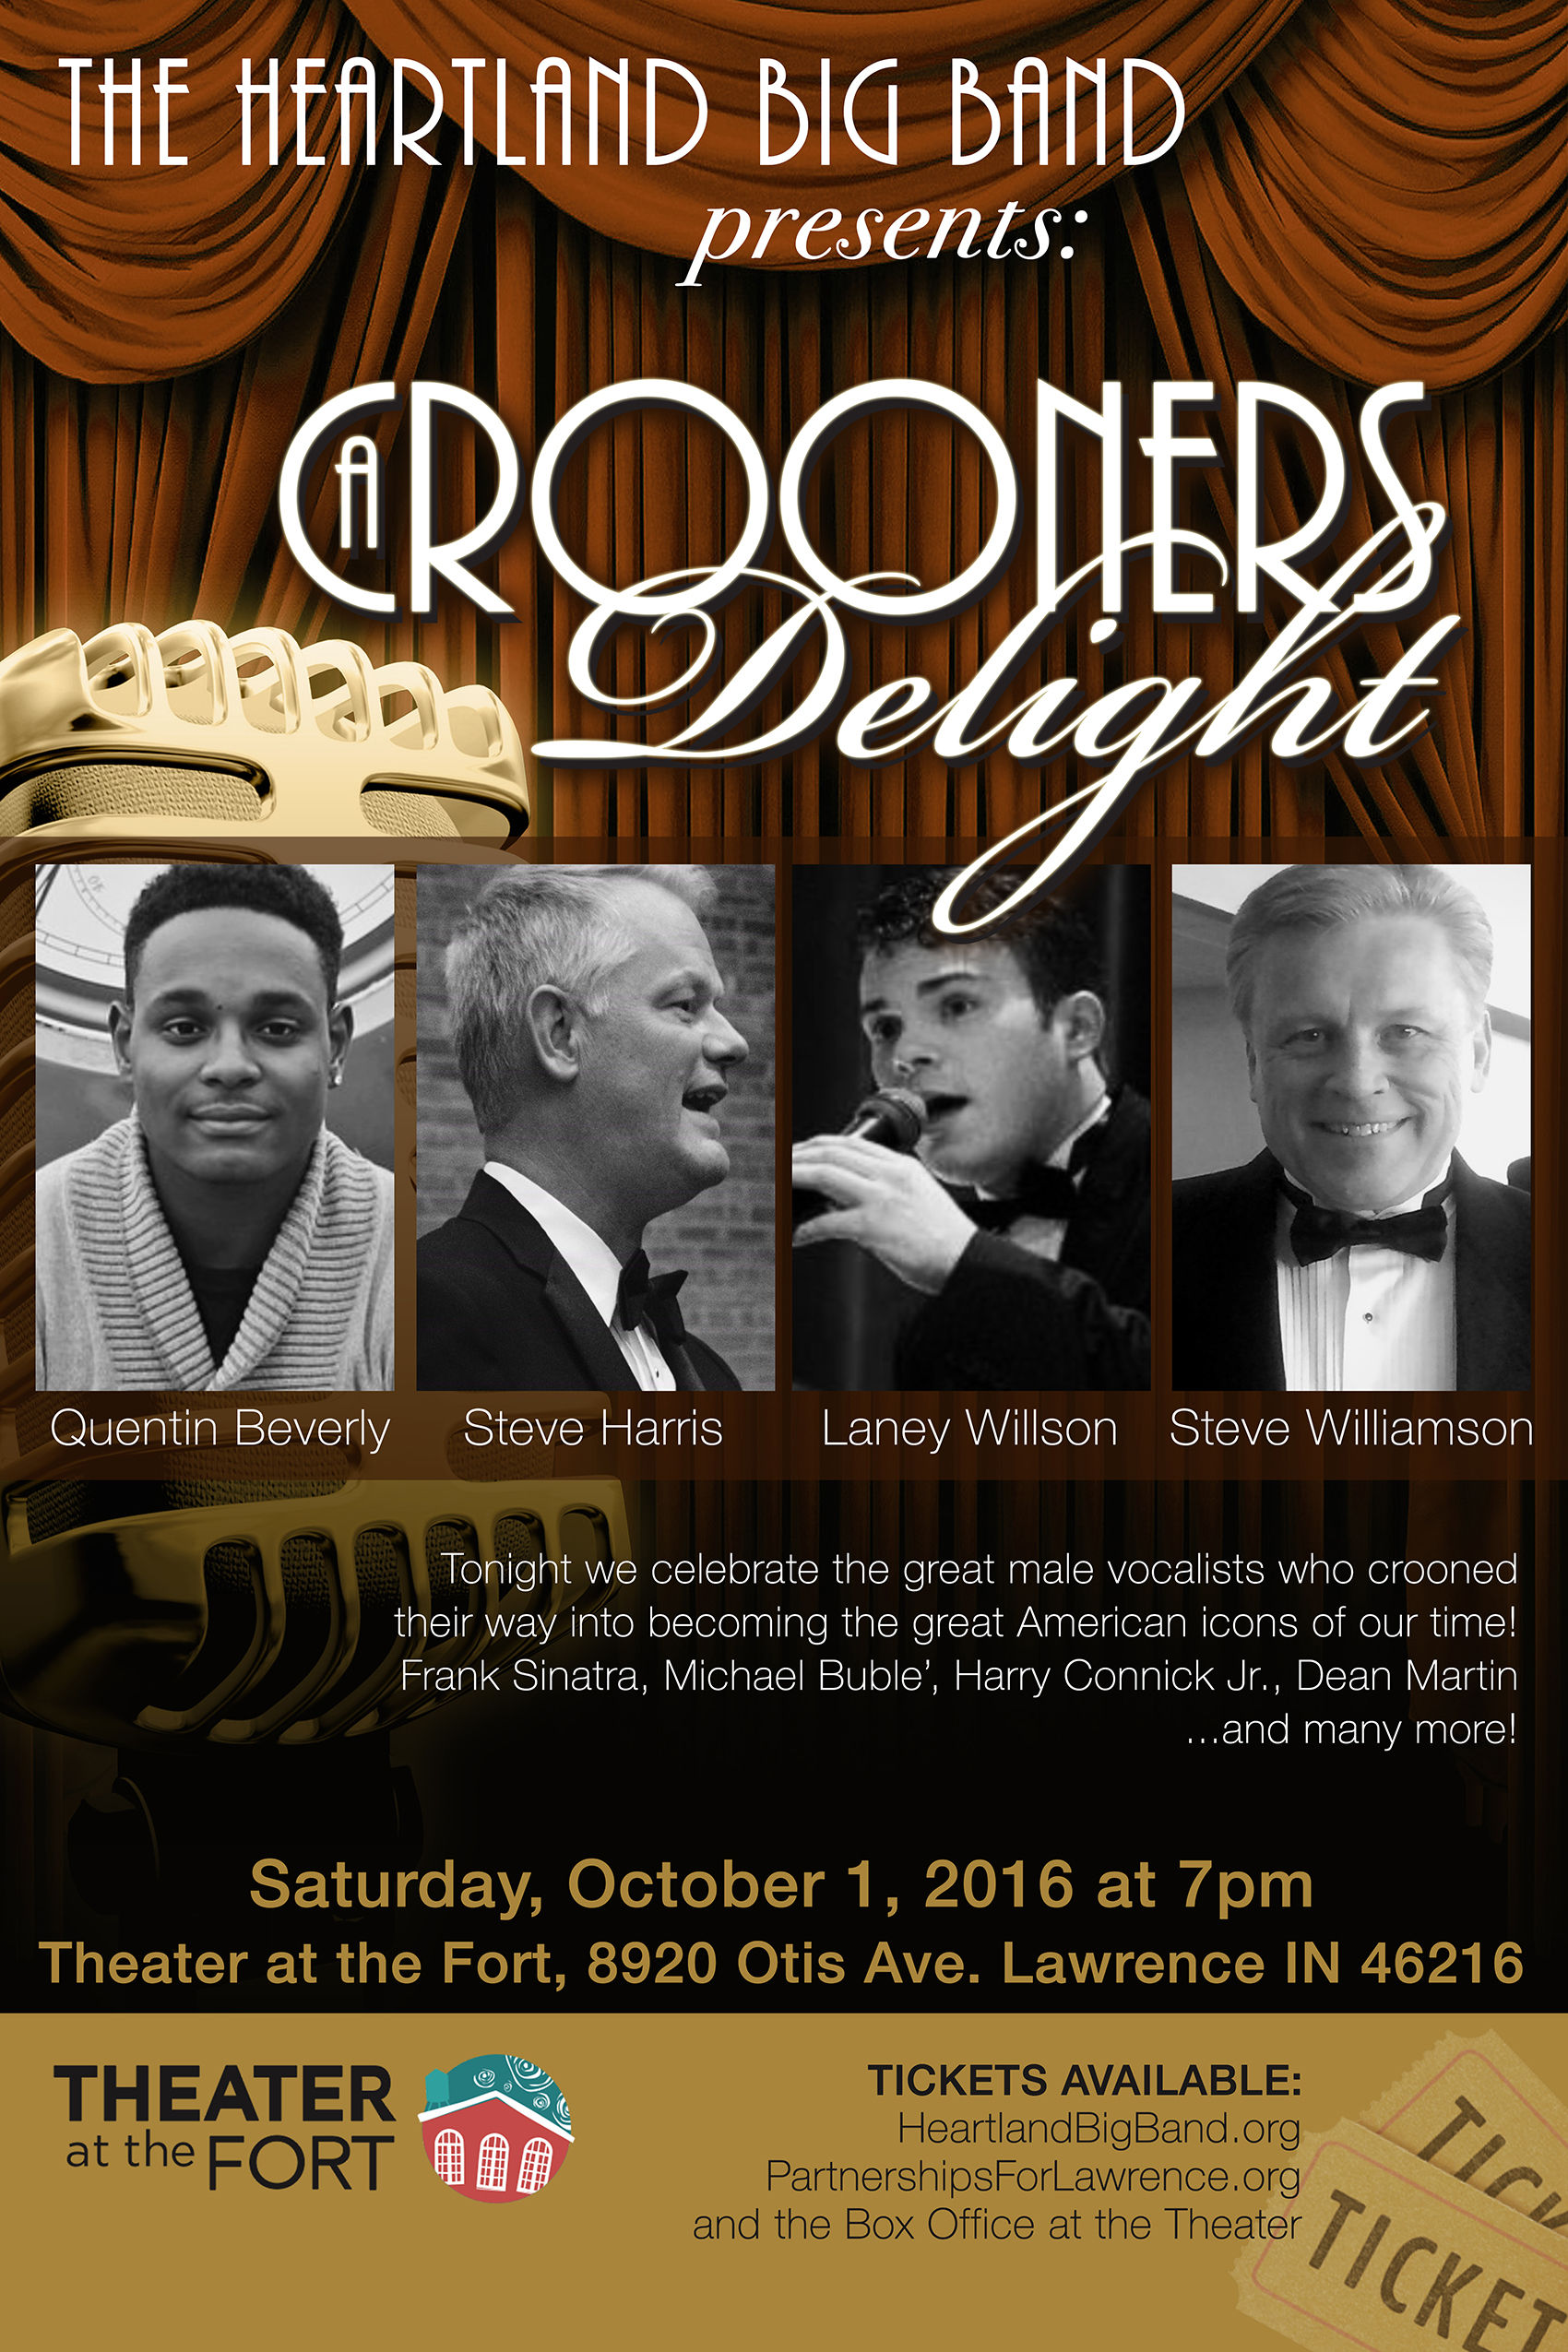 THE HEARTLAND BIG BAND
presents:
A CROONERS
Delight
Quentin Beverly
Steve Harris
Laney Willson
Steve Williamson
Tonight we celebrate the great male vocalists who crooned
their way into becoming the great American icons of our time!
Frank Sinatra, Michael Buble’, Harry Connick Jr., Dean Martin
...and many more!
Saturday, October 1, 2016 at 7pm
Theater at the Fort, 8920 Otis Ave. Lawrence IN 46216
THEATER
at the FORT
TICKETS AVAILABLE:
HeartlandBigBand.org
PartnershipsForLawrence.org
and the Box Office at the Theater
TICK
TICKET